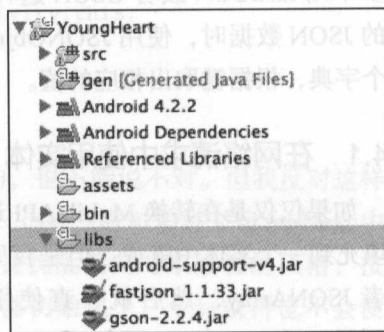 YoungHeart
src
gen [Generated Java Files]
Android 4.2.2
Android Dependencies
Referenced Libraries
assets
bin
libs
android-support-v4.jar
fastjson_1.1.33.jar
gson-2.2.4.jar